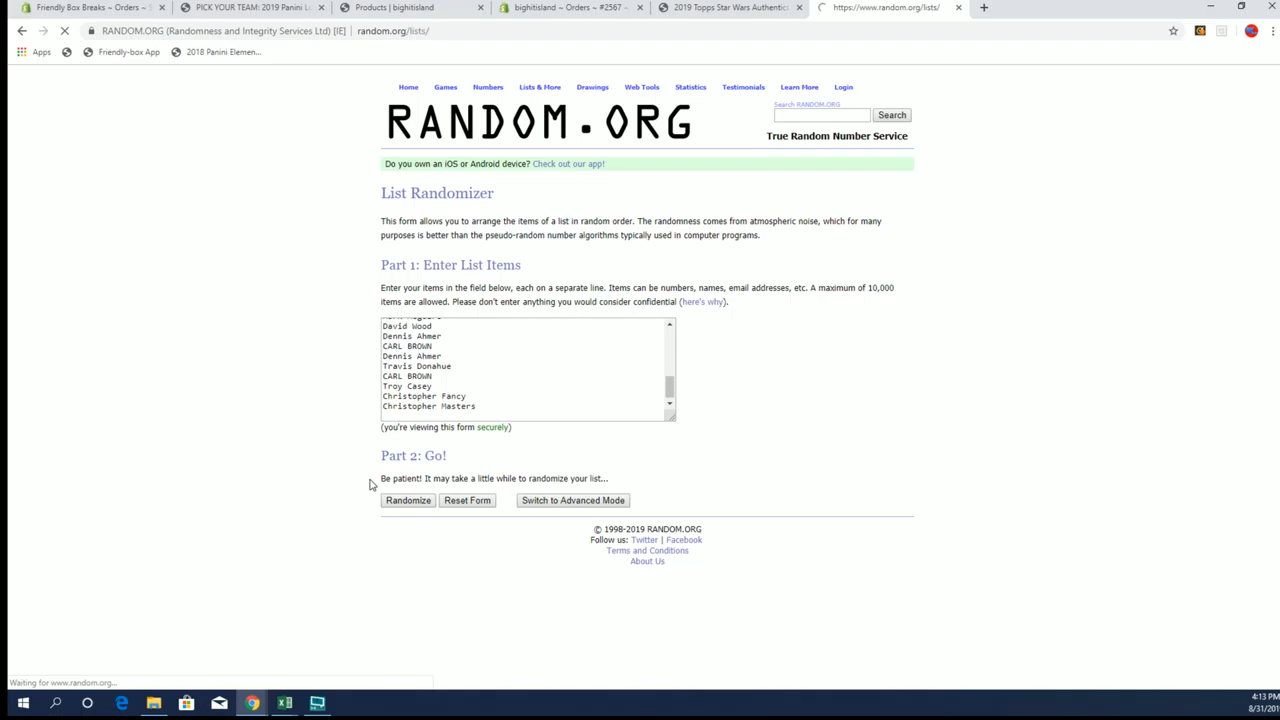 Friendly Box Breaks ~ Orders ~ S
PICK YOUR TEAM: 2019 Panini L
Products | bighitisland
bighitisland ~ Orders ~ #2567 ~
2019 Topps Star Wars Authentic
https://www.random.org/lists/
RANDOM.ORG (Randomness and Integrity Services Ltd) [IE] | random.org/lists/
Apps
Friendly-box App
2018 Panini Elemen...
Home Games Numbers Lists & More Drawings Web Tools Statistics Testimonials Learn More Login
RANDOM.ORG
Search RANDOM.ORG
Search
True Random Number Service
Do you own an iOS or Android device? Check out our app!
List Randomizer
This form allows you to arrange the items of a list in random order. The randomness comes from atmospheric noise, which for many
purposes is better than the pseudo-random number algorithms typically used in computer programs.
Part 1: Enter List Items
Enter your items in the field below, each on a separate line. Items can be numbers, names, email addresses, etc. A maximum of 10,000
items are allowed. Please don't enter anything you would consider confidential (here's why).
David Wood
Dennis Ahmer
CARL BROWN
Dennis Ahmer
Travis Donahue
CARL BROWN
Troy Casey
Christopher Fancy
Christopher Masters
(you're viewing this form securely)
Part 2: Go!
Be patient! It may take a little while to randomize your list...
Randomize Reset Form Switch to Advanced Mode
© 1998-2019 RANDOM.ORG
Follow us: Twitter | Facebook
Terms and Conditions
About Us
Waiting for www.random.org...
4:13 PM
8/31/201